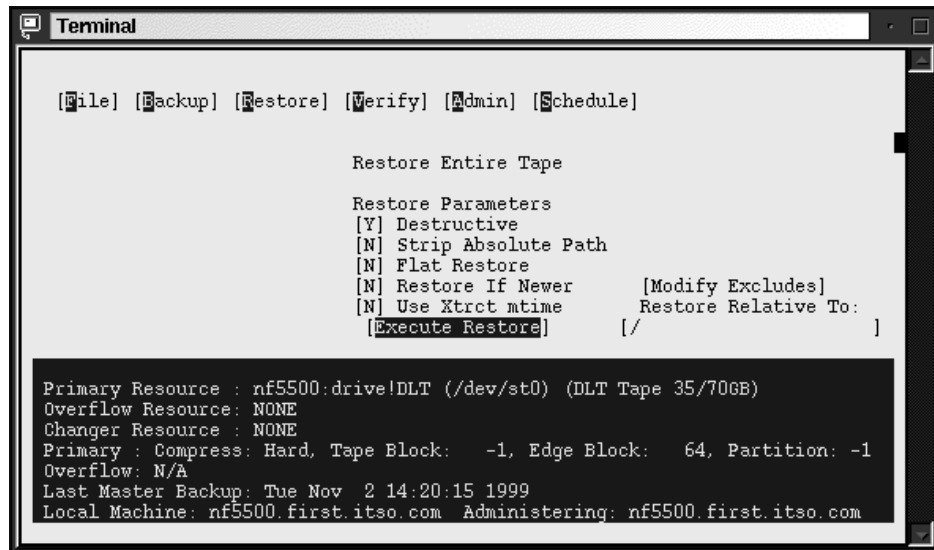 Terminal
[File] [Backup] [Restore] [Verify] [Admin] [Schedule]
Restore Entire Tape
Restore Parameters
[Y] Destructive
[N] Strip Absolute Path
[N] Flat Restore
[N] Restore If Newer [Modify Excludes]
[N] Use Xtrct mtime Restore Relative To:
[Execute Restore] [/ ]
Primary Resource : nf5500:drive!DLT (/dev/st0) (DLT Tape 35/70GB)
Overflow Resource: NONE
Changer Resource : NONE
Primary : Compress: Hard, Tape Block: -1, Edge Block: 64, Partition: -1
Overflow: N/A
Last Master Backup: Tue Nov 2 14:20:15 1999
Local Machine: nf5500.first.itso.com Administering: nf5500.first.itso.com